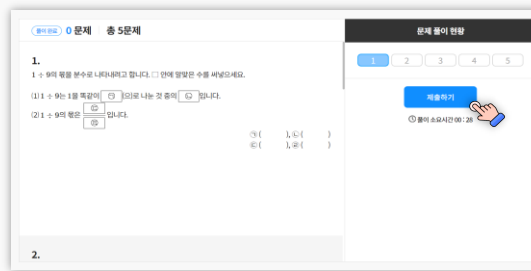 풀이 완료 0 문제 총 5문제
문제 풀이 현황
1 2 3 4 5
제출하기
풀이 소요시간 00 : 28
1.
1 ÷ 9의 몫을 분수로 나타내려고 합니다. □ 안에 알맞은 수를 써넣으세요.
(1) 1 ÷ 9는 1을 똑같이 ㉠ (으)로 나눈 것 중의 ㉡ 입니다.
(2) 1 ÷ 9의 몫은 ㉢ 입니다.
㉣
㉠ ( ), ㉡ ( )
㉢ ( ), ㉣ ( )
2.